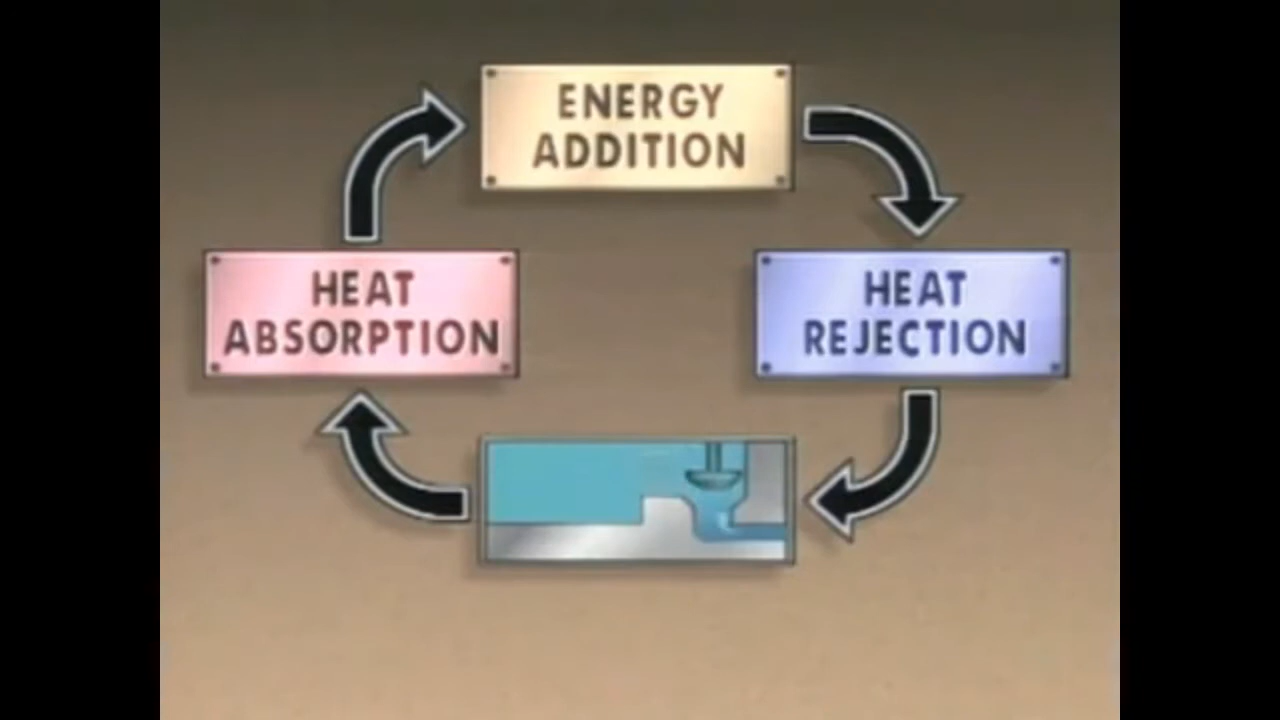 ENERGY
ADDITION
HEAT
ABSORPTION
HEAT
REJECTION